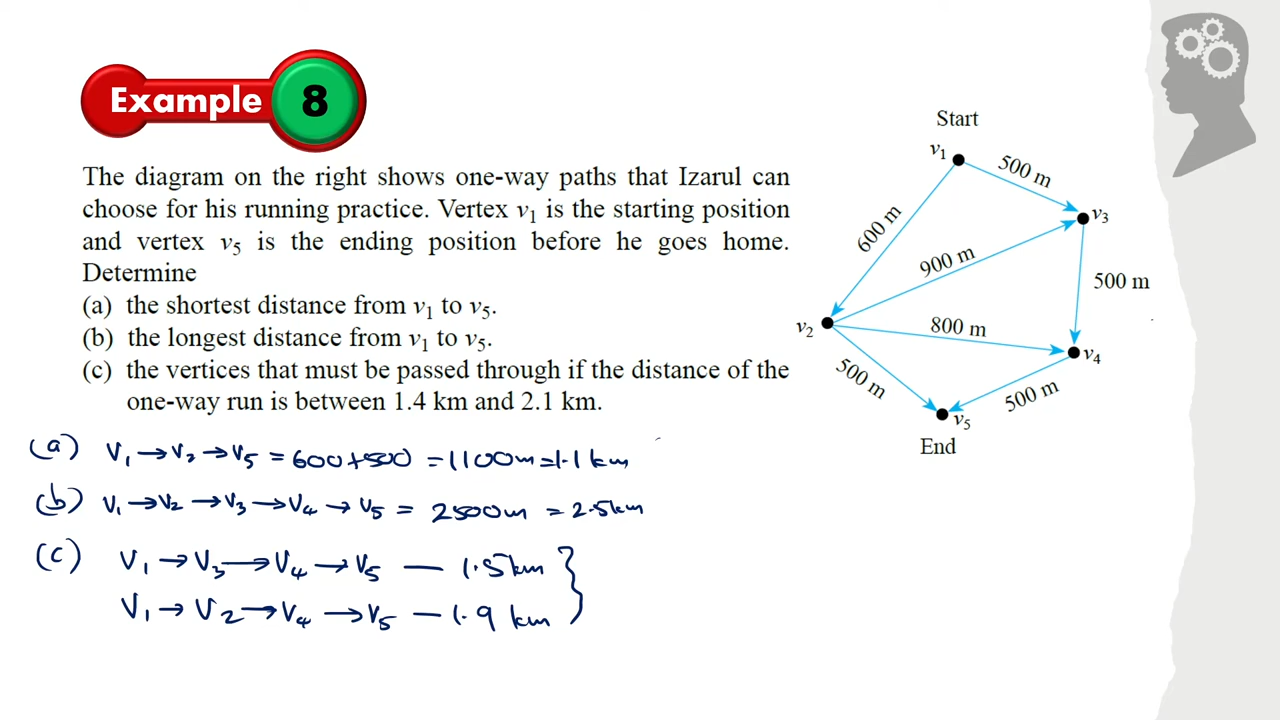 Example 8
The diagram on the right shows one-way paths that Izarul can
choose for his running practice. Vertex v₁ is the starting position
and vertex v₅ is the ending position before he goes home.
Determine
(a) the shortest distance from v₁ to v₅.
(b) the longest distance from v₁ to v₅.
(c) the vertices that must be passed through if the distance of the
one-way run is between 1.4 km and 2.1 km.
(a) V₁ → V₂ → V₅ = 600+500 = 1100m = 1.1 km
(b) V₁ → V₂ → V₃ → V₄ → V₅ = 2500m = 2.5km
(c) V₁ → V₃ → V₄ → V₅ — 1.5km
V₁ → V₂ → V₄ → V₅ — 1.9 km
Start
v₁
500 m
v₃
600 m
900 m
500 m
v₂
800 m
v₄
500 m
500 m
v₅
End